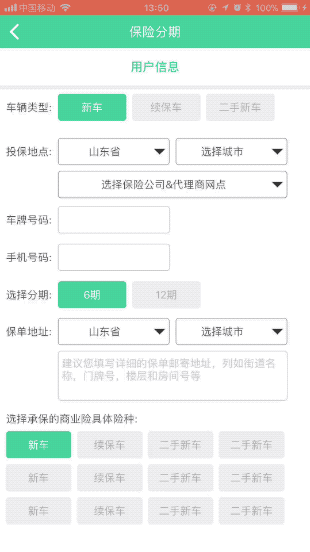 中国移动 13:50 100%
保险分期
用户信息
车辆类型: 新车 续保车 二手新车
投保地点: 山东省 选择城市
选择保险公司&代理商网点
车牌号码:
手机号码:
选择分期: 6期 12期
保单地址: 山东省 选择城市
建议您填写详细的保单邮寄地址，列如街道名
称，门牌号，楼层和房间号等
选择承保的商业险具体险种:
新车 续保车 二手新车 二手新车
新车 续保车 二手新车 二手新车
新车 续保车 二手新车 二手新车